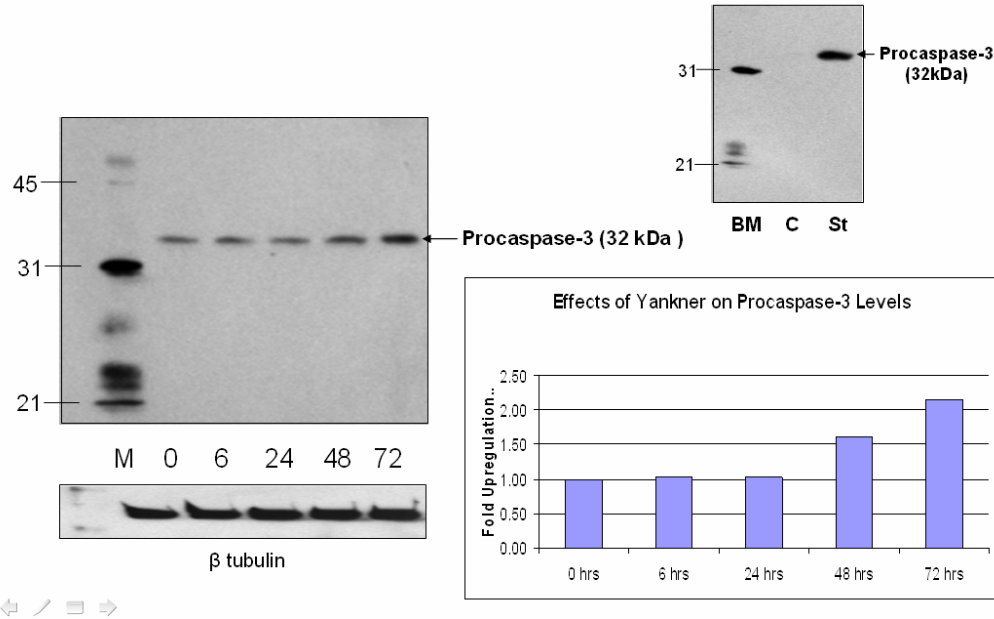 Procaspase-3
(32kDa)
31
21
BM C St
45
31
21
Procaspase-3 (32 kDa )
M 0 6 24 48 72
β tubulin
Effects of Yankner on Procaspase-3 Levels
Fold Upregulation..
2.50
2.00
1.50
1.00
0.50
0.00
0 hrs 6 hrs 24 hrs 48 hrs 72 hrs